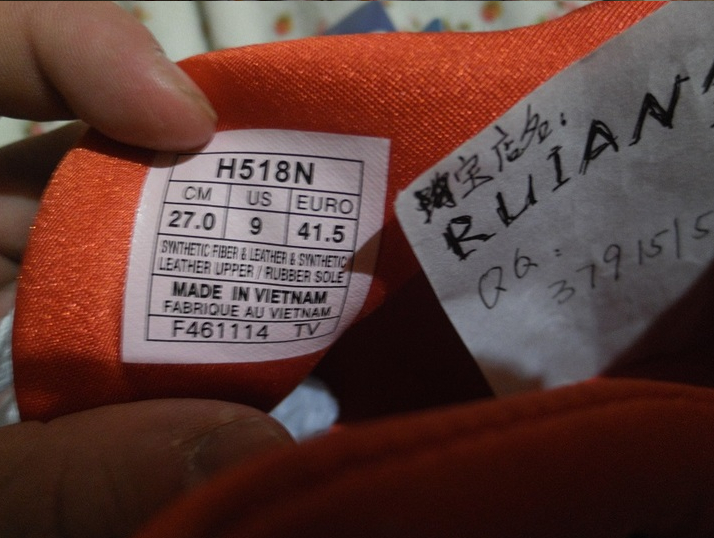 H518N
CM US EURO
27.0 9 41.5
SYNTHETIC FIBER & LEATHER & SYNTHETIC
LEATHER UPPER / RUBBER SOLE
MADE IN VIETNAM
FABRIQUE AU VIETNAM
F461114 TV
淘宝店名:
RUIAN
QQ:
3791515